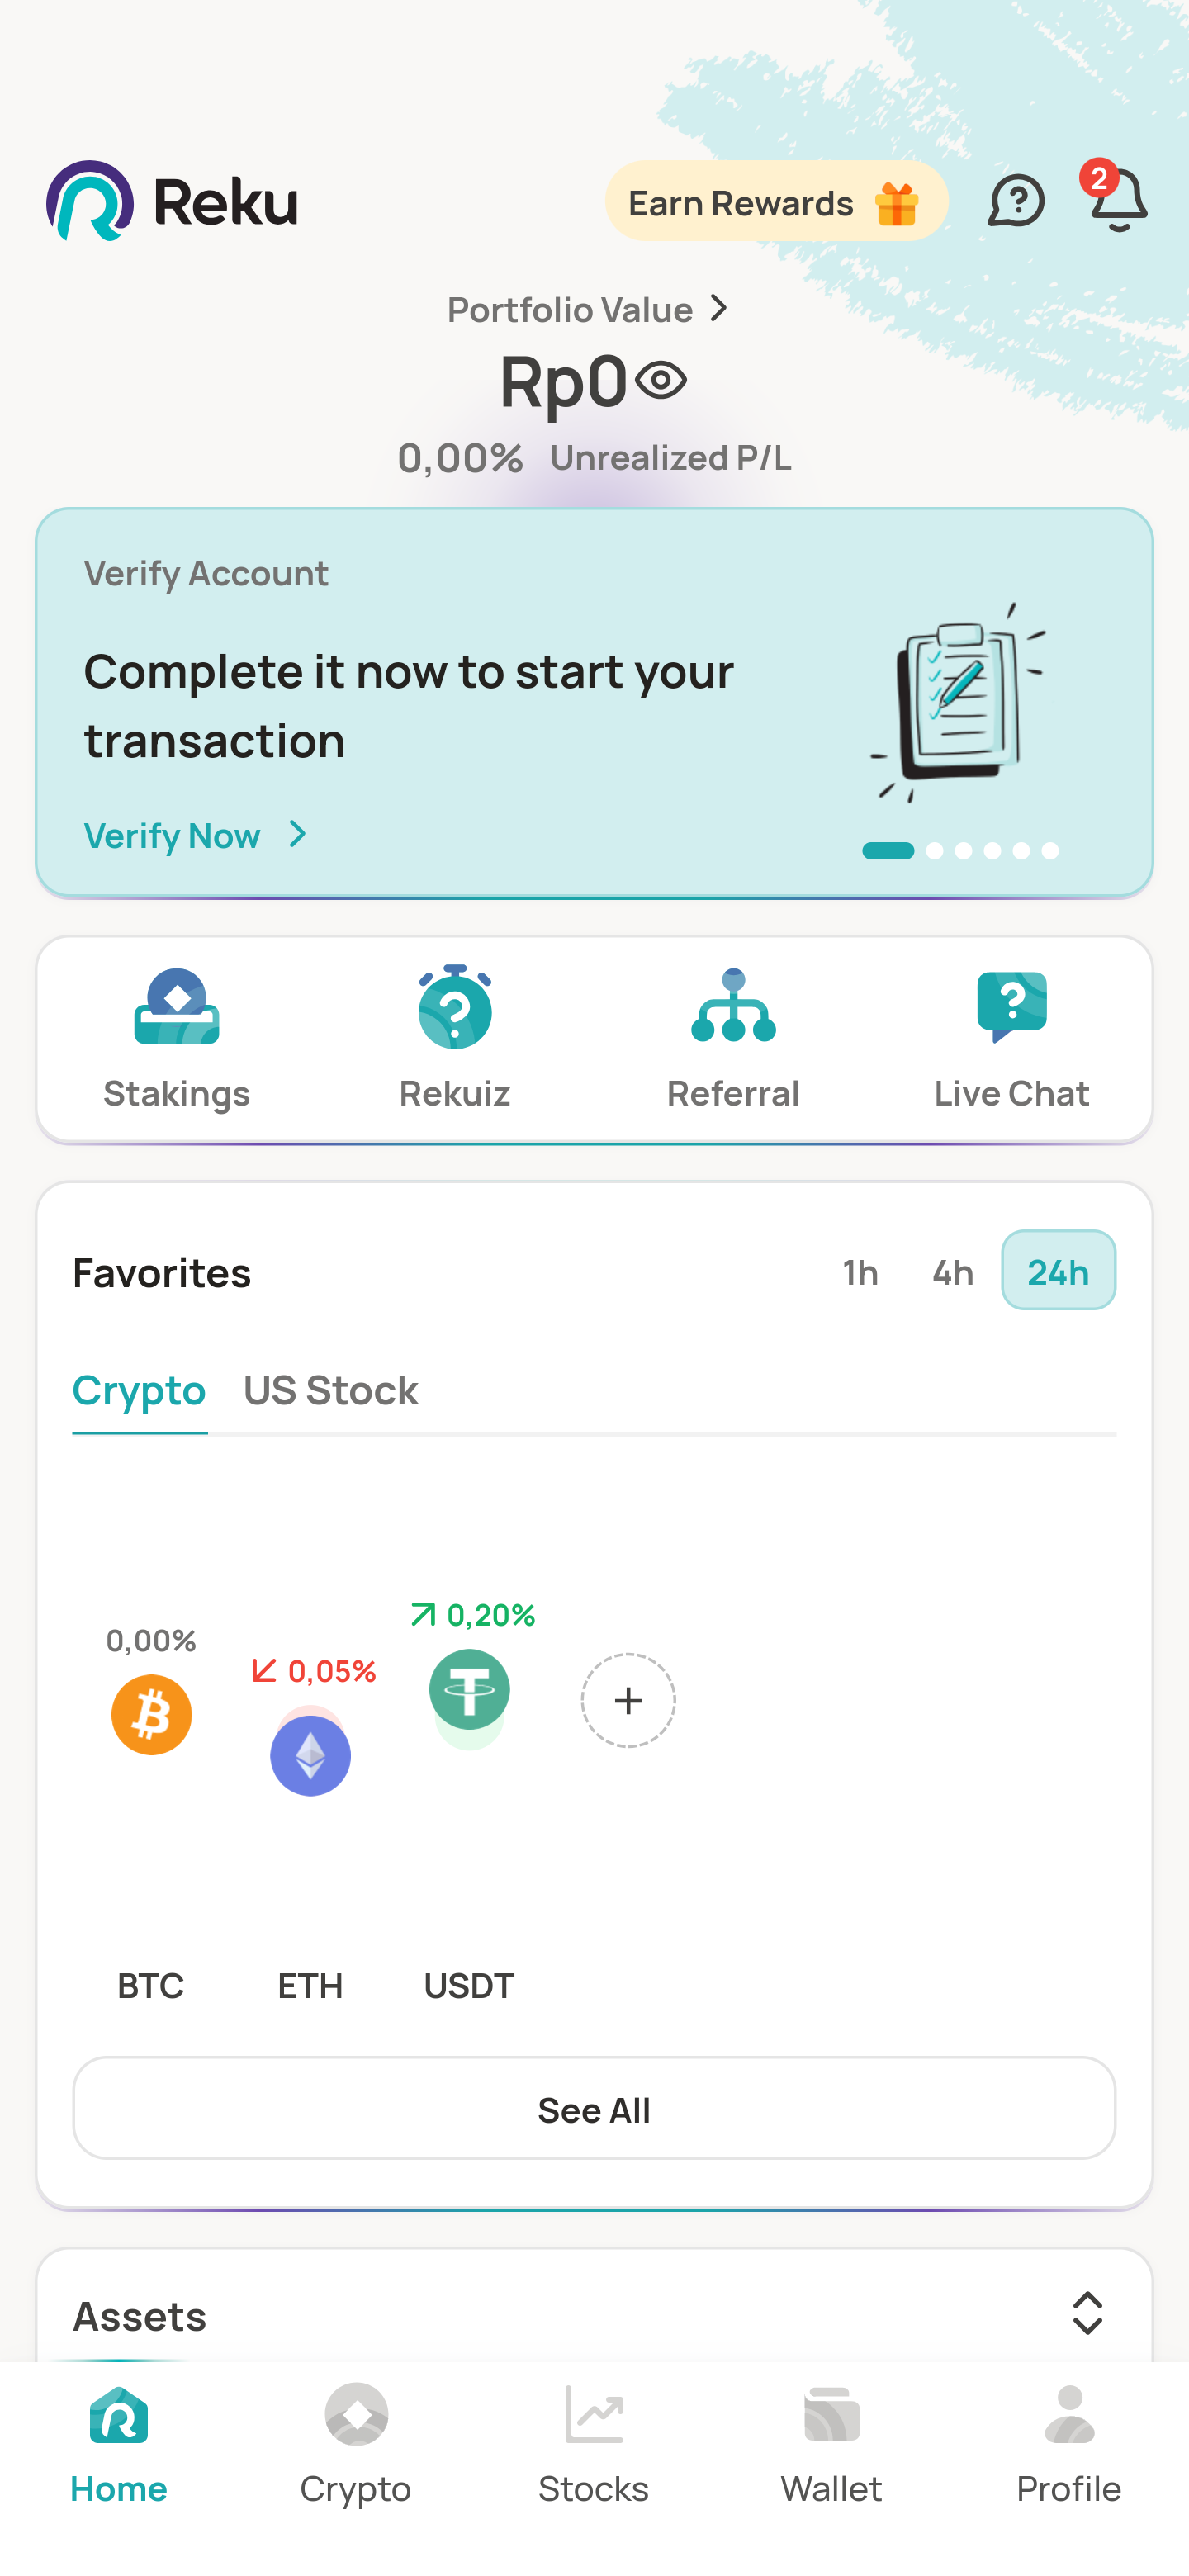 Reku
Earn Rewards
2
Portfolio Value
Rp0
0,00% Unrealized P/L
Verify Account
Complete it now to start your
transaction
Verify Now
Stakings Rekuiz Referral Live Chat
Favorites 1h 4h 24h
Crypto US Stock
0,00% 0,05% 0,20%
BTC ETH USDT
See All
Assets
Home Crypto Stocks Wallet Profile